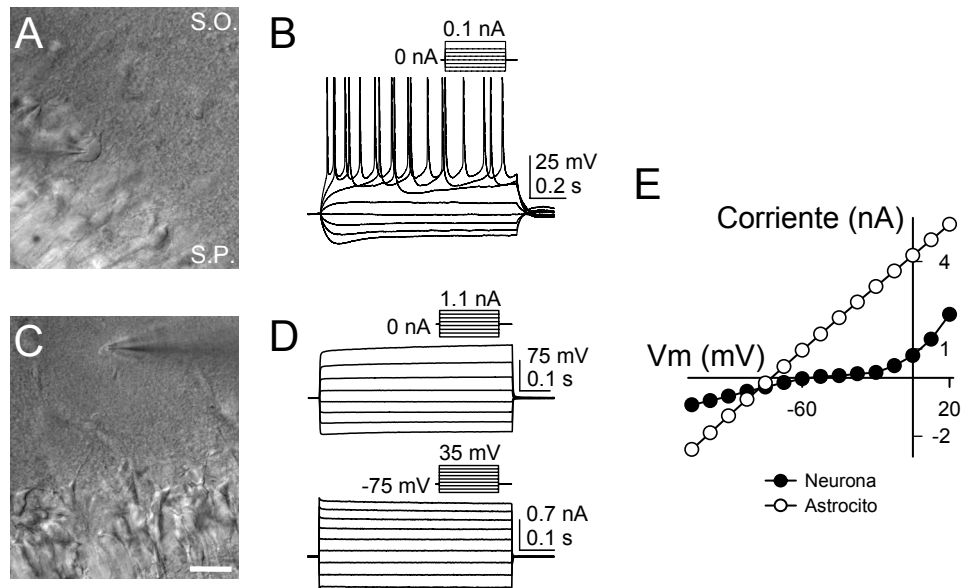 A
S.O.
S.P.
B
0.1 nA
0 nA
25 mV
0.2 s
C
D
1.1 nA
0 nA
75 mV
0.1 s
35 mV
-75 mV
0.7 nA
0.1 s
E
Corriente (nA)
4
Vm (mV)
1
-60
20
-2
Neurona
Astrocito